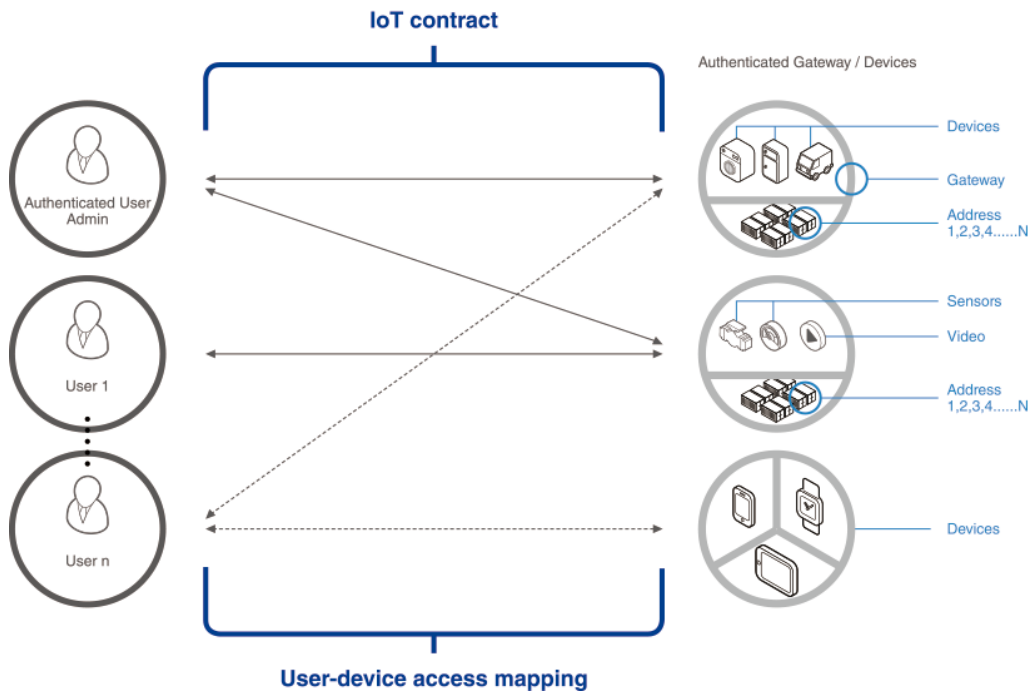 IoT contract
Authenticated Gateway / Devices
Devices
Authenticated User
Admin
Gateway
Address
1,2,3,4......N
Sensors
Video
User 1
Address
1,2,3,4......N
User n
Devices
User-device access mapping